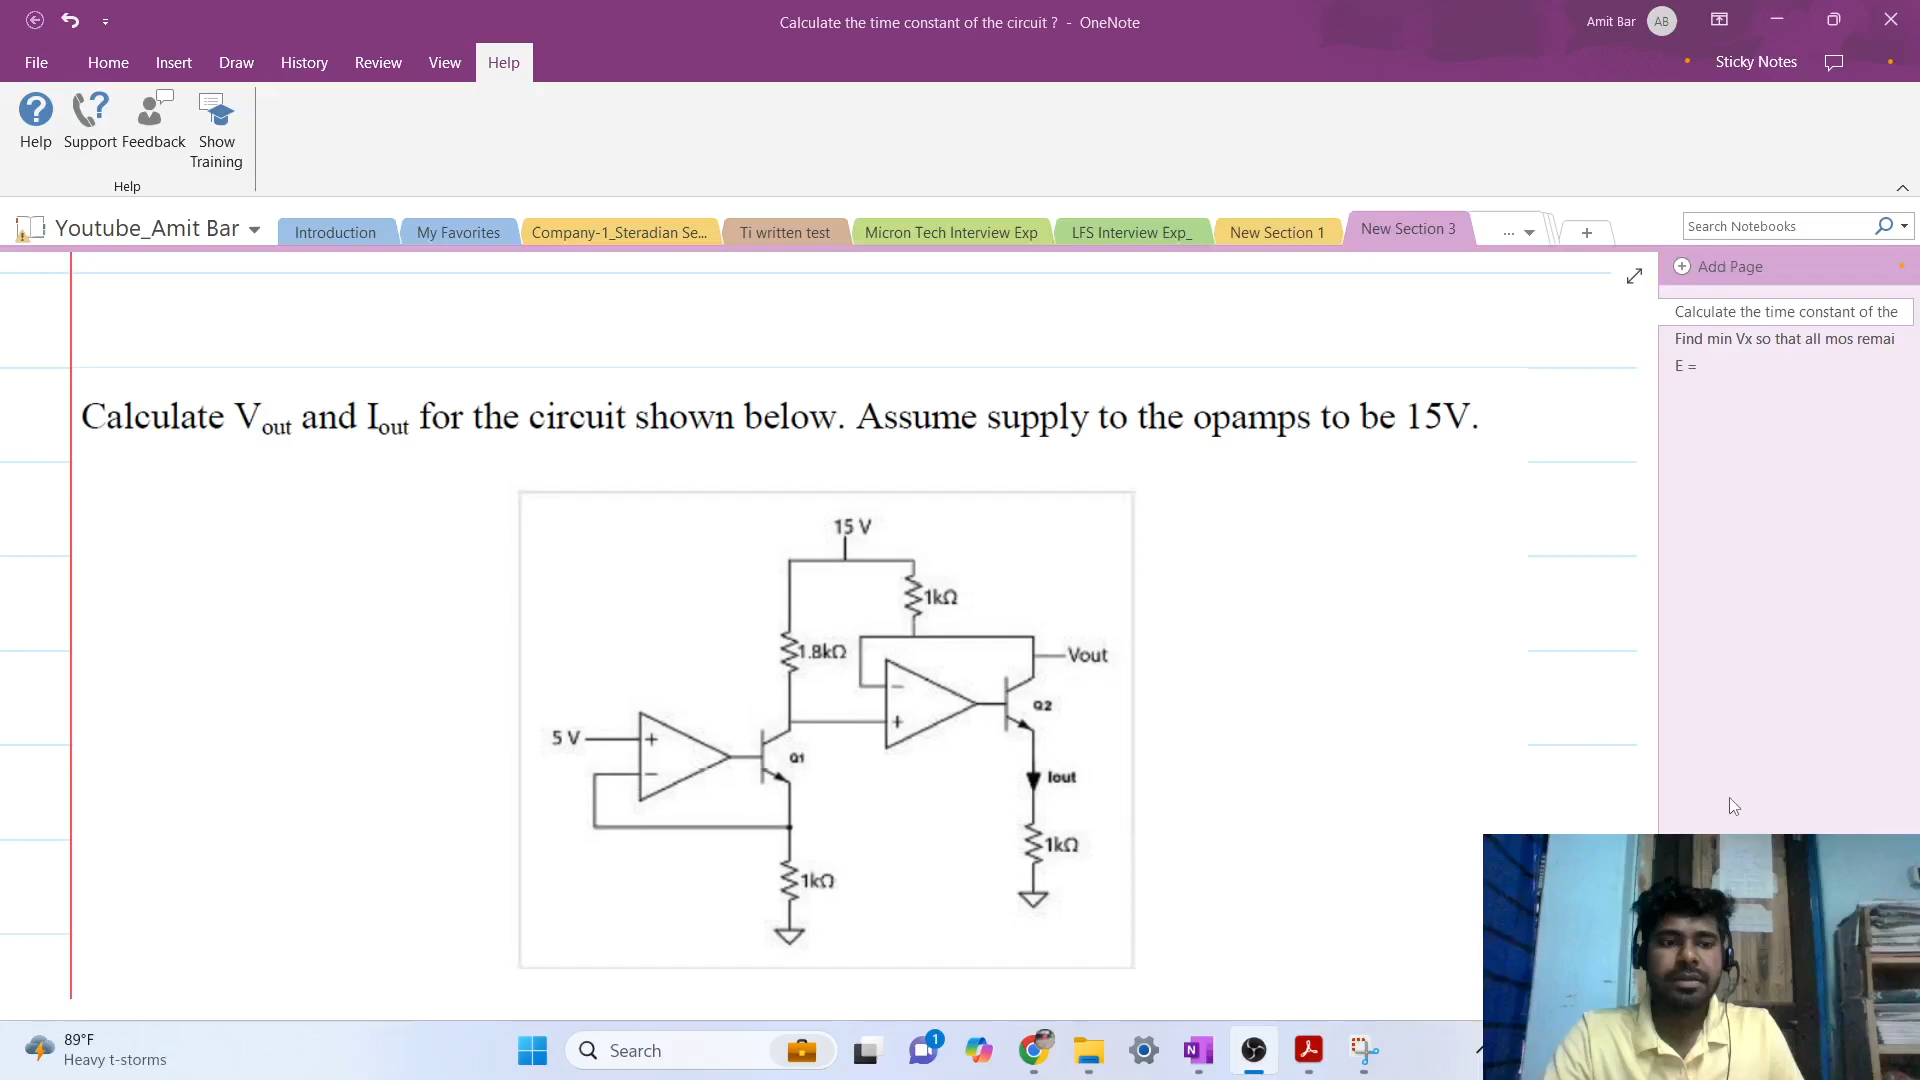 Calculate the time constant of the circuit ? - OneNote
Amit Bar
AB
File Home Insert Draw History Review View Help
Sticky Notes
Help Support Feedback Show Training
Help
Youtube_Amit Bar
Introduction My Favorites Company-1_Steradian Se... Ti written test Micron Tech Interview Exp LFS Interview Exp_ New Section 1 New Section 3 ...
Search Notebooks
Add Page
Calculate the time constant of the
Find min Vx so that all mos remai
E =
Calculate Vout and Iout for the circuit shown below. Assume supply to the opamps to be 15V.
15 V
1kΩ
1.8kΩ
Vout
−
Q2
+
5 V
+
Q1
−
Iout
1kΩ
1kΩ
89°F
Heavy t-storms
Search
1
N